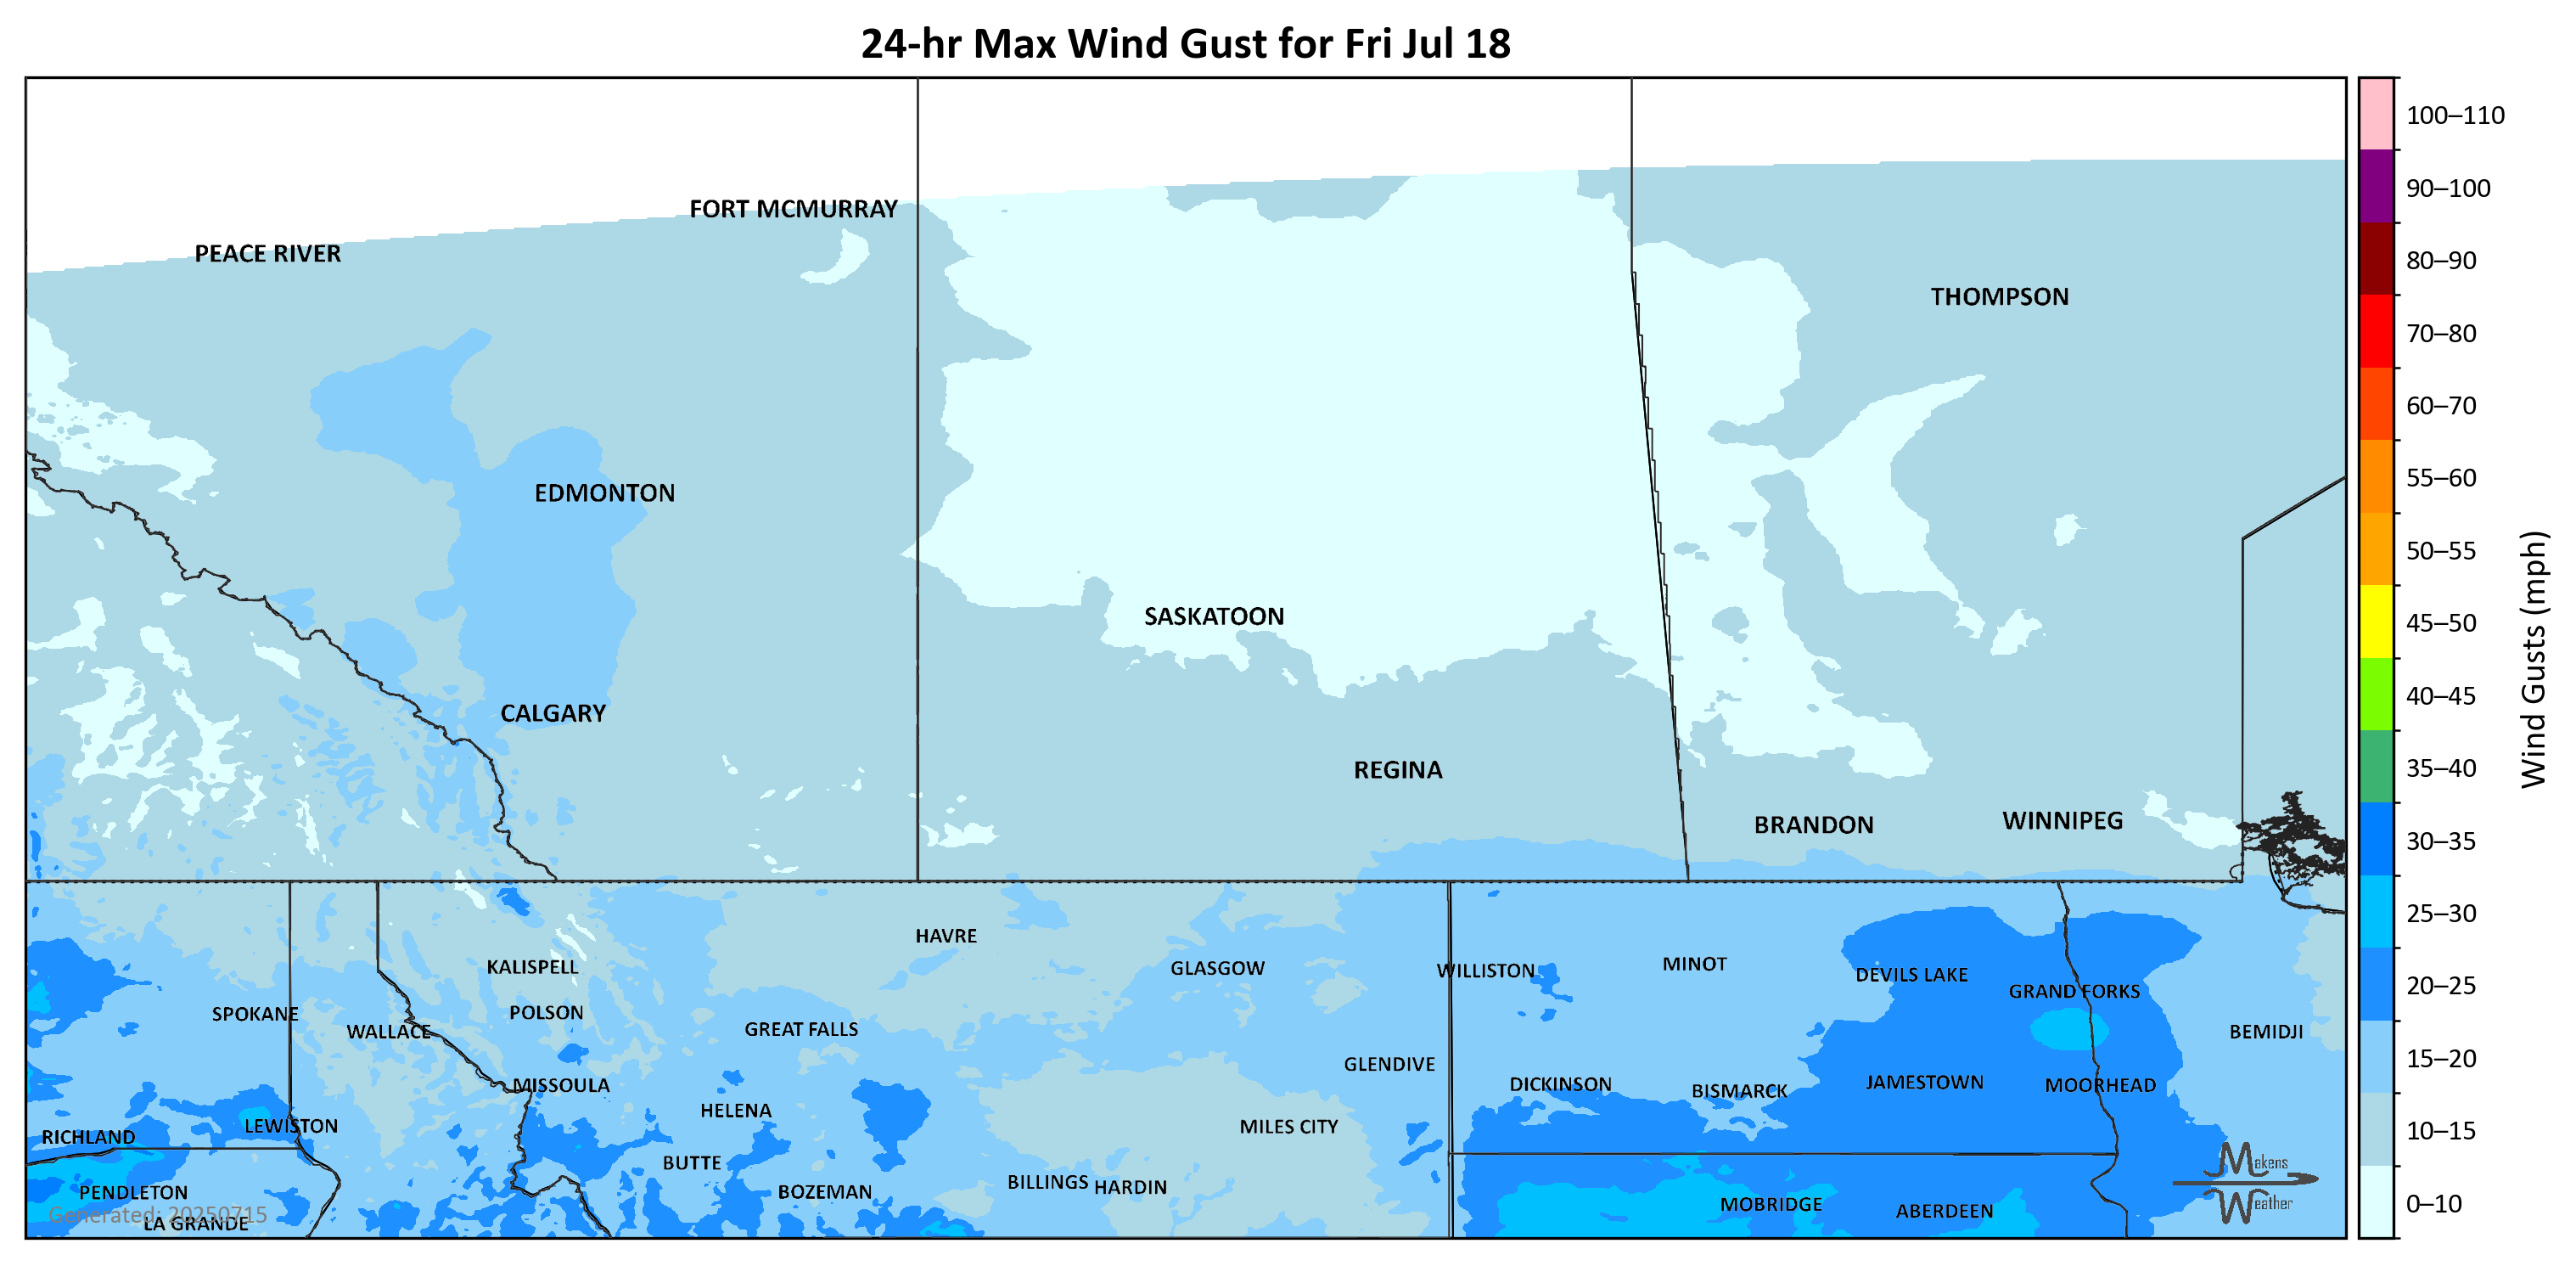 24-hr Max Wind Gust for Fri Jul 18
100–110
90–100
FORT MCMURRAY
PEACE RIVER
80–90
THOMPSON
70–80
60–70
55–60
EDMONTON
50–55
SASKATOON
45–50
Wind Gusts (mph)
40–45
CALGARY
REGINA
35–40
WINNIPEG
BRANDON
30–35
25–30
HAVRE
MINOT
KALISPELL
GLASGOW
WILLISTON
DEVILS LAKE
20–25
GRAND FORKS
SPOKANE
POLSON
GREAT FALLS
WALLACE
BEMIDJI
15–20
GLENDIVE
MISSOULA
DICKINSON
JAMESTOWN
MOORHEAD
BISMARCK
HELENA
LEWISTON
MILES CITY
10–15
RICHLAND
BUTTE
Makens
BILLINGS
HARDIN
PENDLETON
BOZEMAN
MOBRIDGE
Weather
0–10
ABERDEEN
Generated: 20250715
LA GRANDE